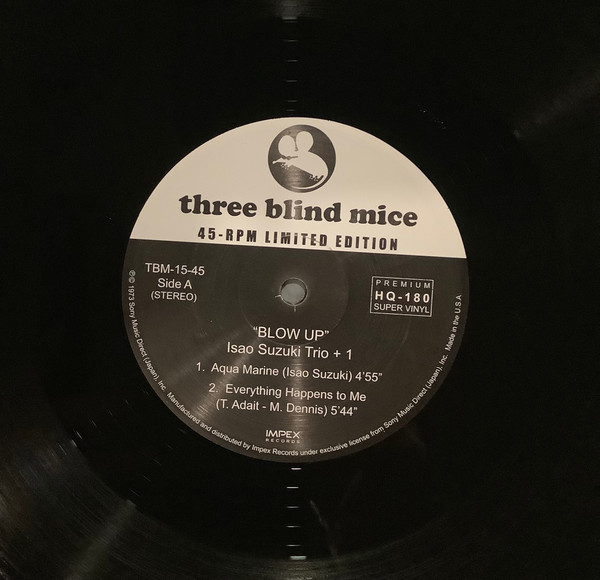 three blind mice
45-RPM LIMITED EDITION
TBM-15-45
Side A
(STEREO)
PREMIUM
HQ-180
SUPER VINYL
"BLOW UP"
Isao Suzuki Trio + 1
1. Aqua Marine (Isao Suzuki) 4'55"
2. Everything Happens to Me
(T. Adait - M. Dennis) 5'44"
IMPEX
RECORDS
℗ © 1973 Sony Music Direct (Japan), Inc. Manufactured and distributed by Impex Records under exclusive license from Sony Music Direct (Japan), Inc. Made in the U.S.A